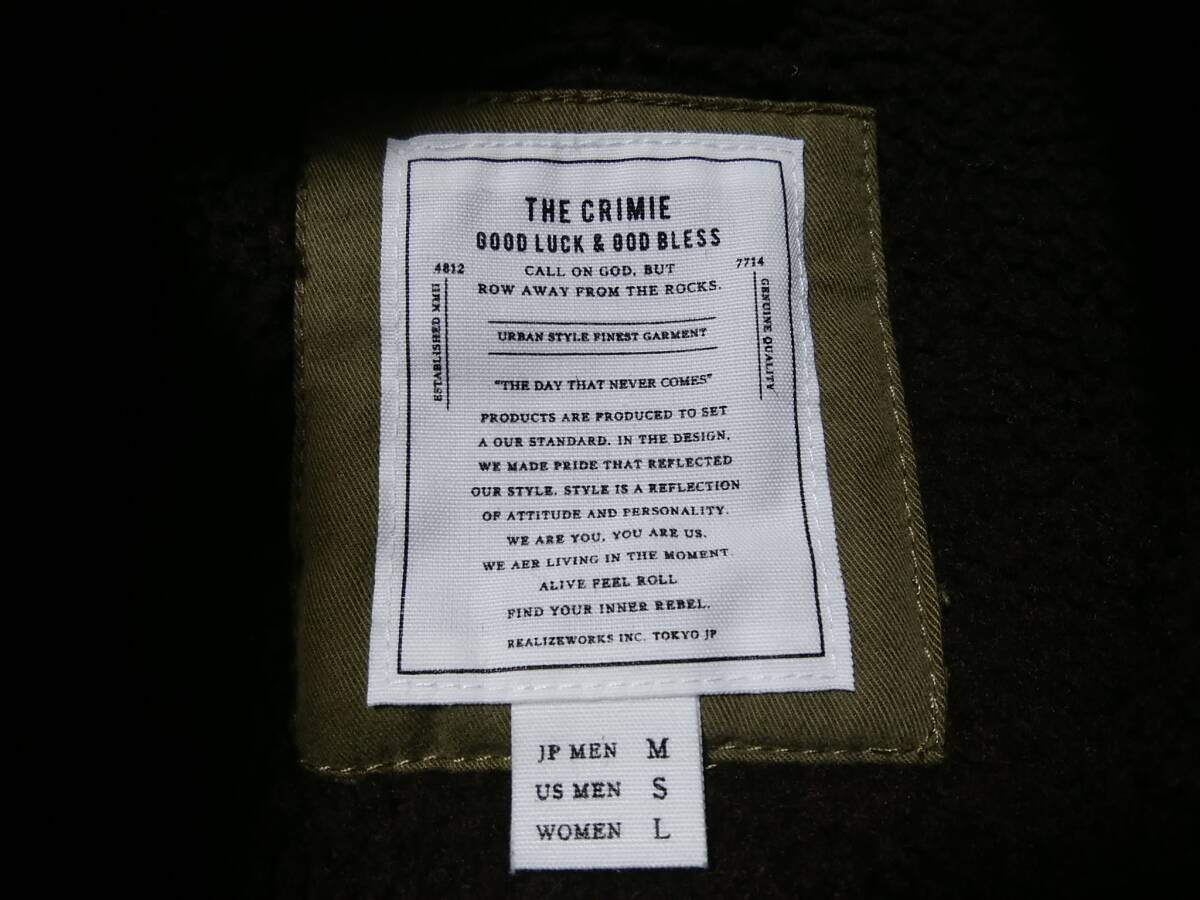 THE CRIMIE
GOOD LUCK & GOD BLESS
4812
7714
CALL ON GOD, BUT
ROW AWAY FROM THE ROCKS.
ESTABLISHED MMII
GENUINE QUALITY
URBAN STYLE FINEST GARMENT
"THE DAY THAT NEVER COMES"
PRODUCTS ARE PRODUCED TO SET
A OUR STANDARD. IN THE DESIGN,
WE MADE PRIDE THAT REFLECTED
OUR STYLE. STYLE IS A REFLECTION
OF ATTITUDE AND PERSONALITY.
WE ARE YOU, YOU ARE US.
WE AER LIVING IN THE MOMENT.
ALIVE FEEL ROLL
FIND YOUR INNER REBEL.
REALIZEWORKS INC. TOKYO JP
JP MEN M
US MEN S
WOMEN L